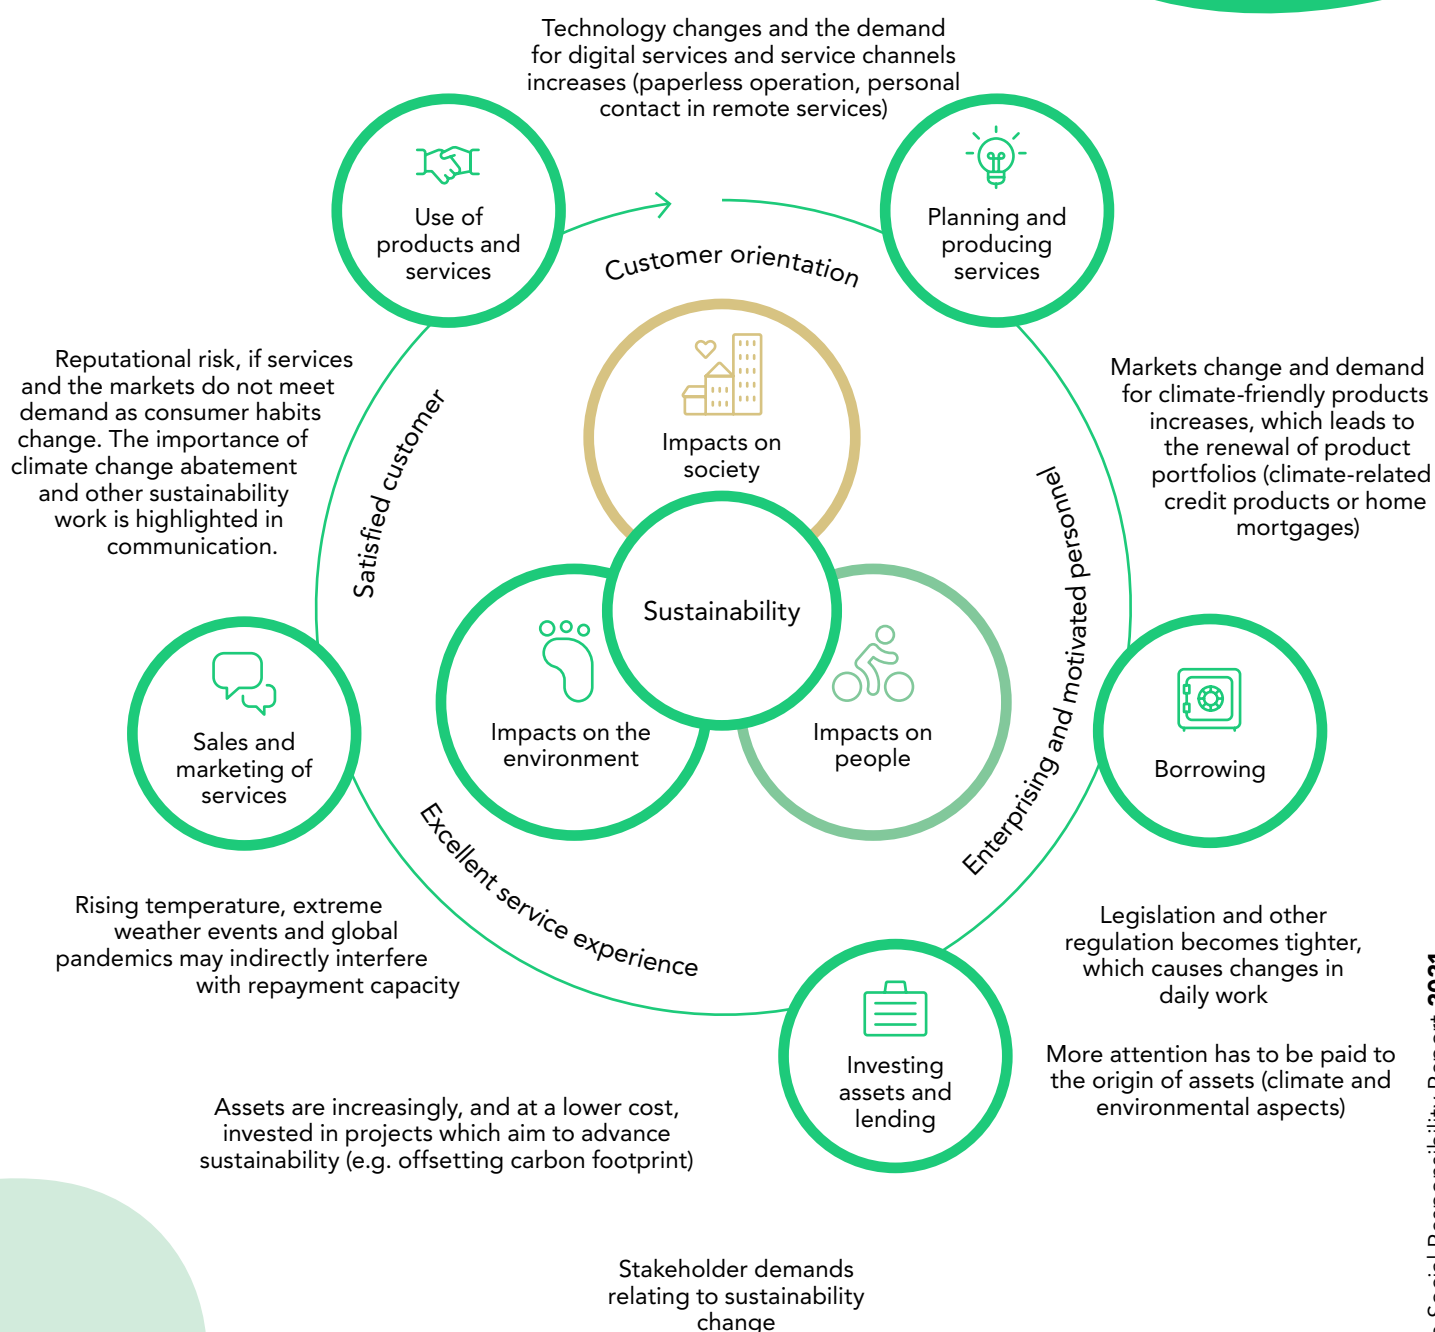 Technology changes and the demand
for digital services and service channels
increases (paperless operation, personal
contact in remote services)
Use of
products and
services
Planning and
producing
services
Customer orientation
Reputational risk, if services
and the markets do not meet
demand as consumer habits
change. The importance of
climate change abatement
and other sustainability
work is highlighted in
communication.
Satisfied customer
Impacts on
society
Markets change and demand
for climate-friendly products
increases, which leads to
the renewal of product
portfolios (climate-related
credit products or home
mortgages)
Enterprising and motivated personnel
Sustainability
Impacts on the
environment
Impacts on
people
Sales and
marketing of
services
Borrowing
Excellent service experience
Rising temperature, extreme
weather events and global
pandemics may indirectly interfere
with repayment capacity
Legislation and other
regulation becomes tighter,
which causes changes in
daily work
More attention has to be paid to
the origin of assets (climate and
environmental aspects)
Investing
assets and
lending
Assets are increasingly, and at a lower cost,
invested in projects which aim to advance
sustainability (e.g. offsetting carbon footprint)
Stakeholder demands
relating to sustainability
change
Social Responsibility Report 2021